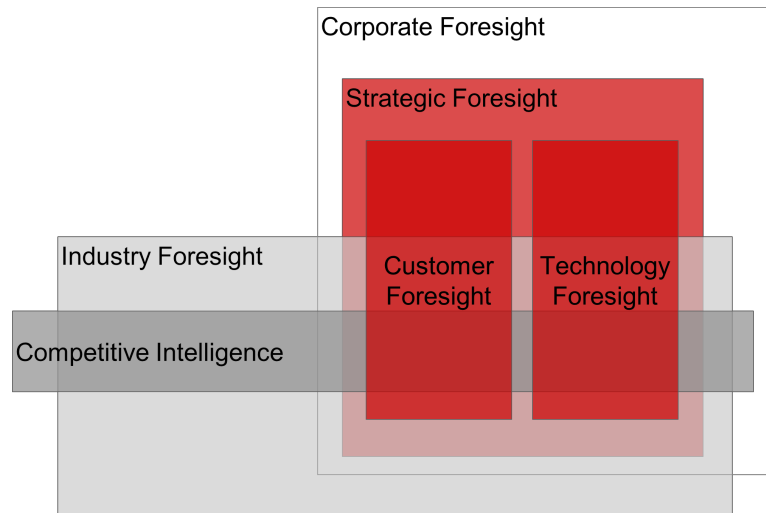 Corporate Foresight
Strategic Foresight
Industry Foresight
Customer
Foresight
Technology
Foresight
Competitive Intelligence